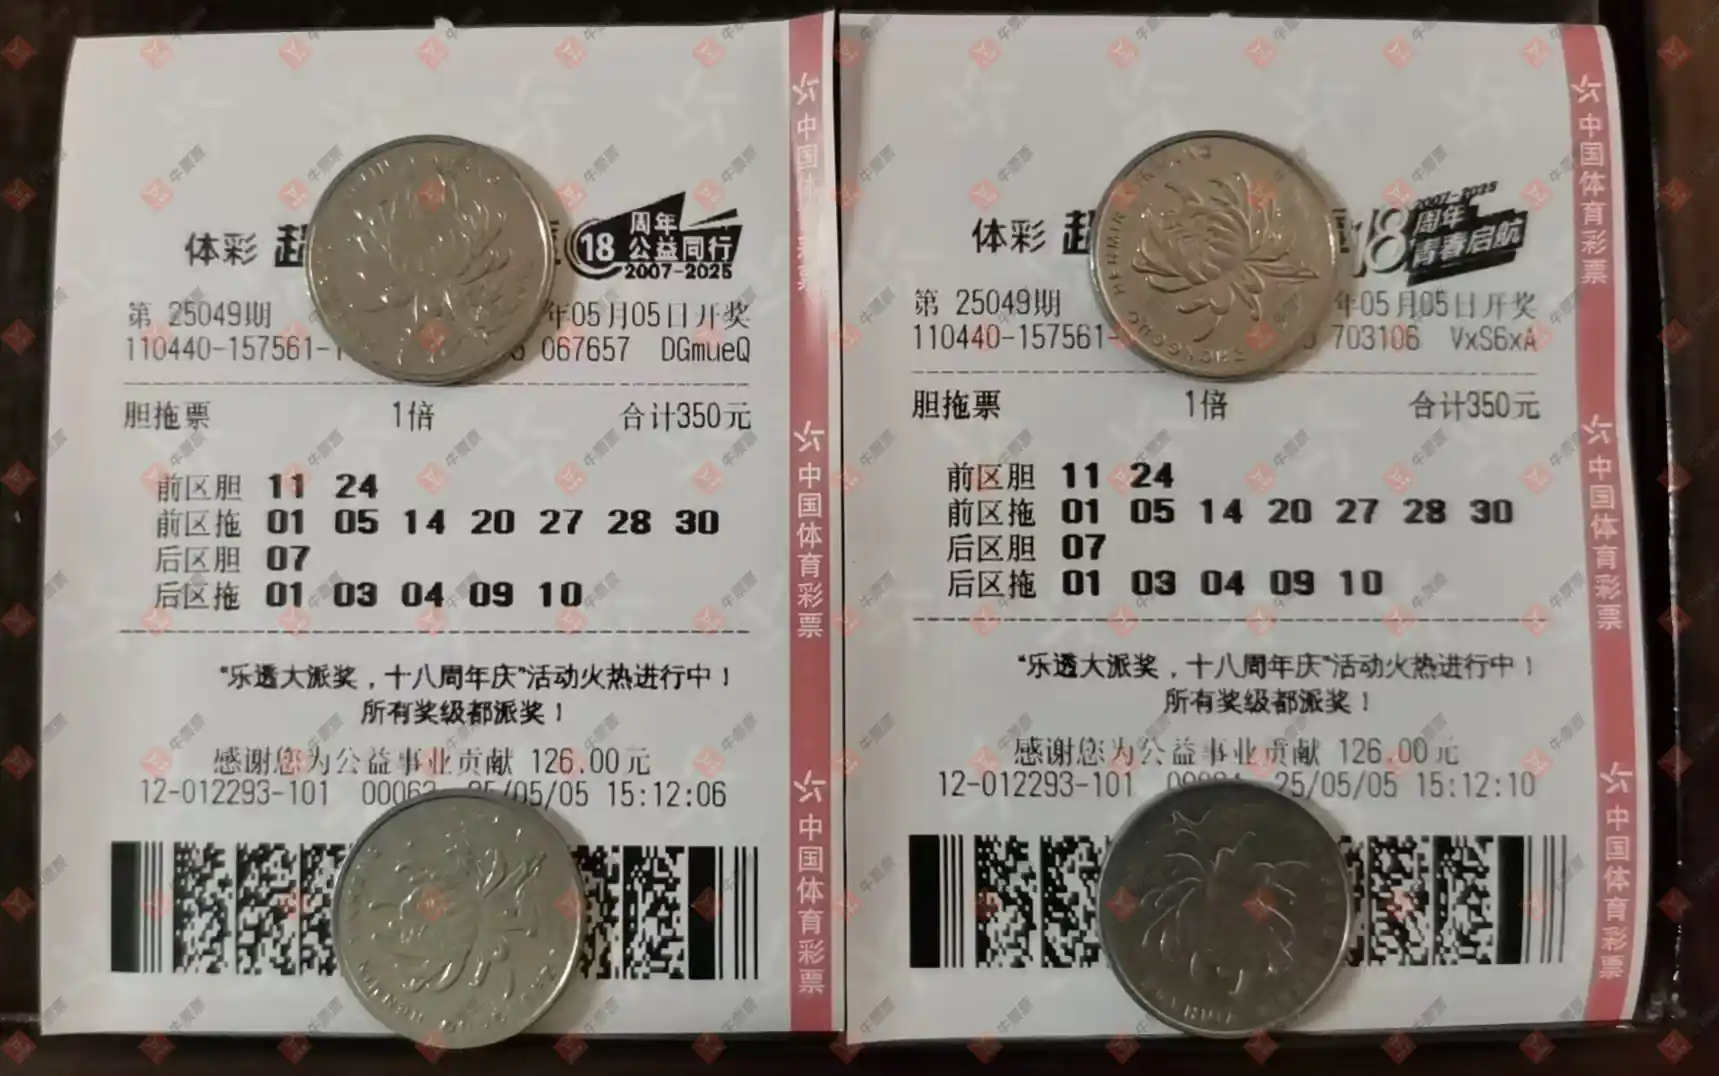 体彩
18 周年
公益同行
2007-2025
第 25049期
年05月05日开奖
110440-157561-
067657 DGmueQ
胆拖票 1倍 合计350元
前区胆 11 24
前区拖 01 05 14 20 27 28 30
后区胆 07
后区拖 01 03 04 09 10
“乐透大派奖，十八周年庆”活动火热进行中！
所有奖级都派奖！
感谢您为公益事业贡献 126.00元
12-012293-101 25/05/05 15:12:06
中国体育彩票
中国体育彩票
中国体育彩票
体彩
18 2007-2025
周年
青春启航
第 25049期
年05月05日开奖
110440-157561-
703106 VxS6xA
胆拖票 1倍 合计350元
前区胆 11 24
前区拖 01 05 14 20 27 28 30
后区胆 07
后区拖 01 03 04 09 10
“乐透大派奖，十八周年庆”活动火热进行中！
所有奖级都派奖！
感谢您为公益事业贡献 126.00元
12-012293-101 25/05/05 15:12:10
中国体育彩票
中国体育彩票
中国体育彩票